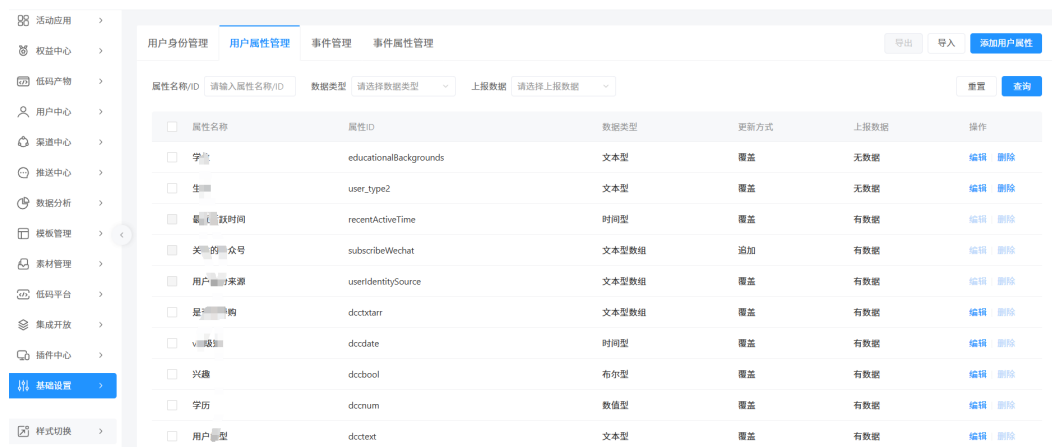 活动应用
权益中心
低码产物
用户中心
渠道中心
推送中心
数据分析
模板管理
素材管理
低码平台
集成开放
插件中心
基础设置
样式切换
用户身份管理 用户属性管理 事件管理 事件属性管理 导出 导入 添加用户属性
属性名称/ID 请输入属性名称/ID 数据类型 请选择数据类型 上报数据 请选择上报数据 重置 查询
属性名称 属性ID 数据类型 更新方式 上报数据 操作
学 educationalBackgrounds 文本型 覆盖 无数据 编辑 删除
生 user_type2 文本型 覆盖 无数据 编辑 删除
跃时间 recentActiveTime 时间型 覆盖 有数据 编辑 删除
关 的 众号 subscribeWechat 文本型数组 追加 有数据 编辑 删除
用户 来源 userIdentitySource 文本型数组 覆盖 有数据 编辑 删除
是 购 dcctxtarr 文本型数组 覆盖 有数据 编辑 删除
dccdate 时间型 覆盖 有数据 编辑 删除
兴趣 dccbool 布尔型 覆盖 有数据 编辑 删除
学历 dccnum 数值型 覆盖 有数据 编辑 删除
用户 型 dcctext 文本型 覆盖 有数据 编辑 删除